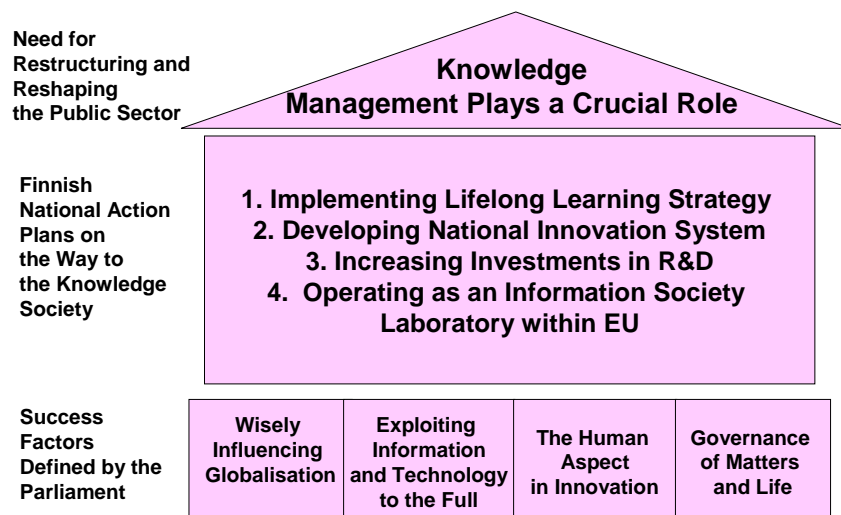 Need for
Restructuring and
Reshaping
the Public Sector
Knowledge
Management Plays a Crucial Role
Finnish
National Action
Plans on
the Way to
the Knowledge
Society
1. Implementing Lifelong Learning Strategy
2. Developing National Innovation System
3. Increasing Investments in R&D
4. Operating as an Information Society
Laboratory within EU
Success
Factors
Defined by the
Parliament
Wisely
Influencing
Globalisation
Exploiting
Information
and Technology
to the Full
The Human
Aspect
in Innovation
Governance
of Matters
and Life